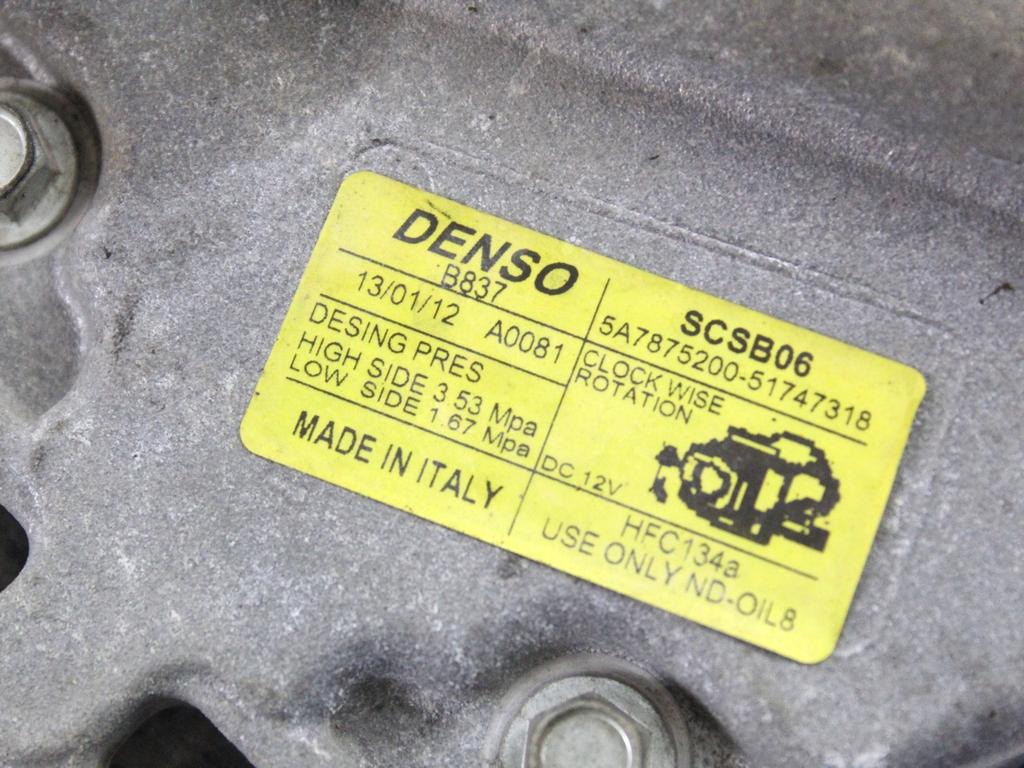 DENSO
B837
13/01/12 A0081
DESING PRES
HIGH SIDE 3 53 Mpa
LOW SIDE 1.67 Mpa
MADE IN ITALY
SCSB06
5A7875200-51747318
CLOCK WISE
ROTATION
DC 12V
HFC134a
USE ONLY ND-OIL8